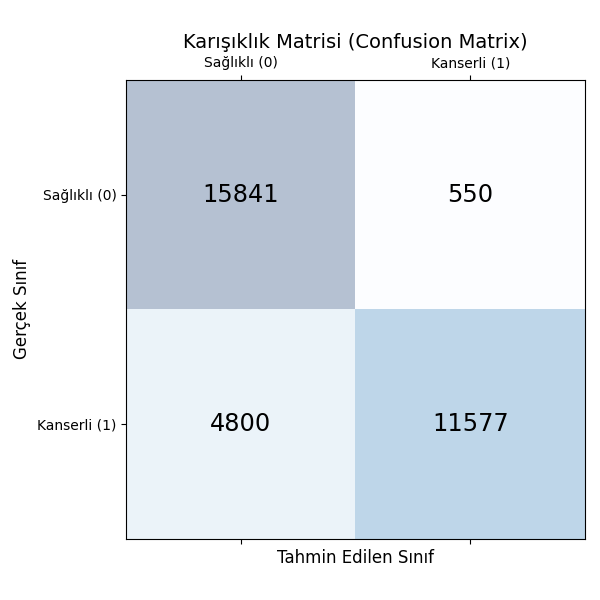 Karışıklık Matrisi (Confusion Matrix)
Sağlıklı (0) Kanserli (1)
Sağlıklı (0) 15841 550
Gerçek Sınıf
Kanserli (1) 4800 11577
Tahmin Edilen Sınıf